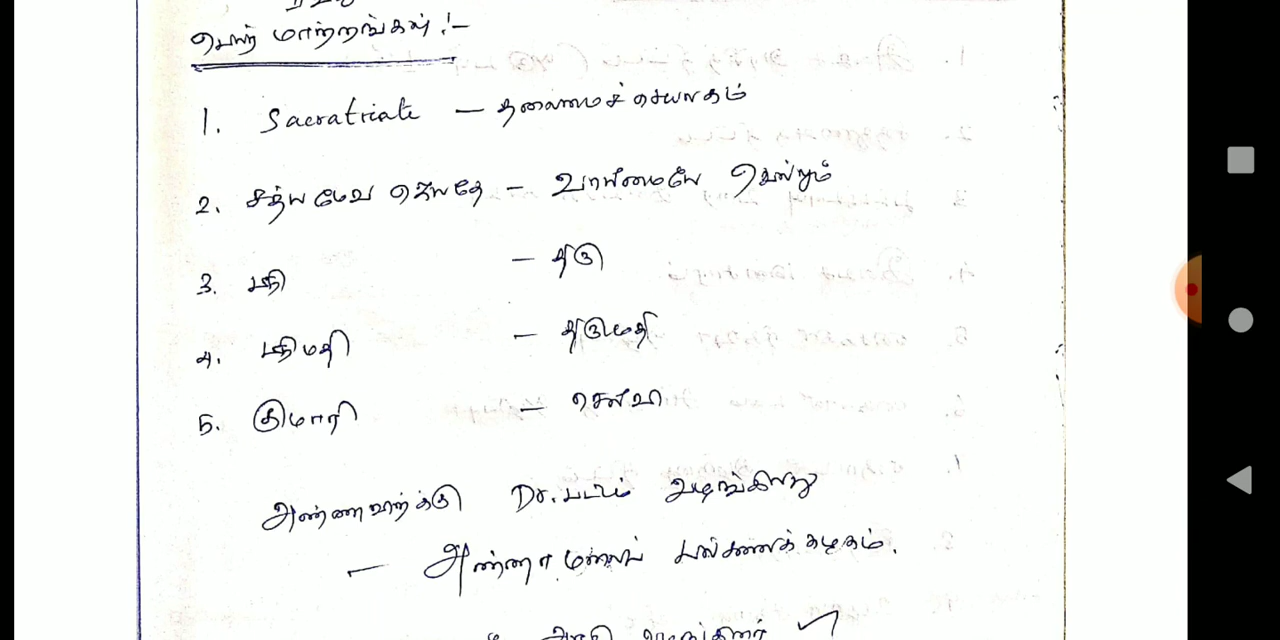 பெயர் மாற்றங்கள் :-
1. Sacratriate - தலைமைச் செயலகம்
2. சத்யமேவ ஜெயதே - வாய்மையே வெல்லும்
3. ஸ்ரீ - திரு
4. ஸ்ரீமதி - திருமதி
5. குமாரி - செல்வி
அண்ணாவிற்கு Dr. பட்டம் வழங்கியது
- அண்ணாமலைப் பல்கலைக்கழகம்.